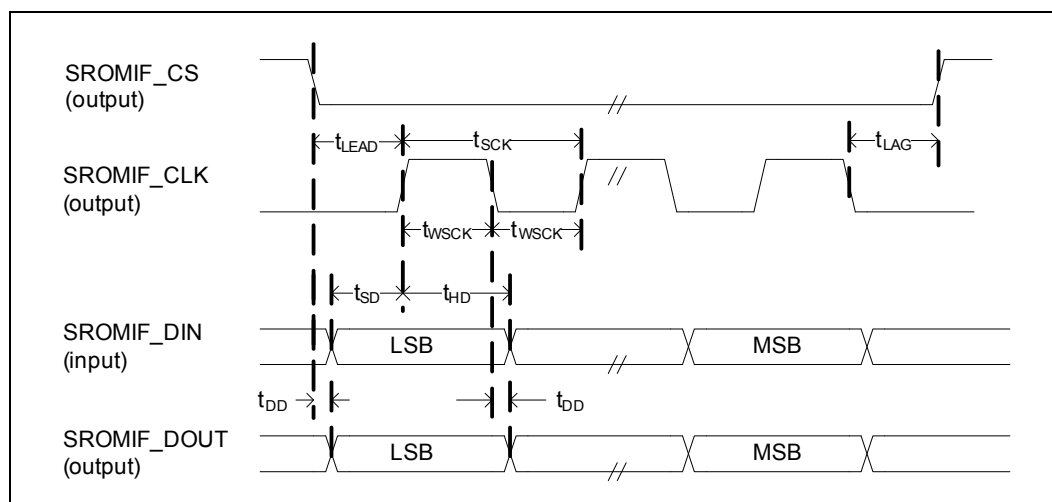 SROMIF_CS
(output)
tLEAD
tSCK
tLAG
SROMIF_CLK
(output)
tWSCK
tWSCK
tSD
tHD
SROMIF_DIN
(input)
LSB
MSB
tDD
tDD
SROMIF_DOUT
(output)
LSB
MSB